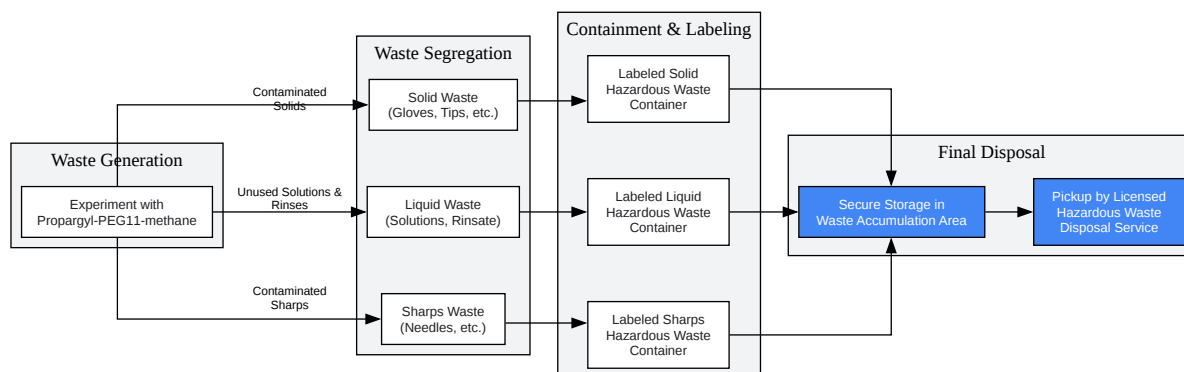 Containment & Labeling
Waste Segregation
Waste Generation
Final Disposal
Contaminated
Solids
Unused Solutions &
Rinses
Contaminated
Sharps
Experiment with
Propargyl-PEG11-methane
Solid Waste
(Gloves, Tips, etc.)
Liquid Waste
(Solutions, Rinsate)
Sharps Waste
(Needles, etc.)
Labeled Solid
Hazardous Waste
Container
Labeled Liquid
Hazardous Waste
Container
Labeled Sharps
Hazardous Waste
Container
Secure Storage in
Waste Accumulation Area
Pickup by Licensed
Hazardous Waste
Disposal Service